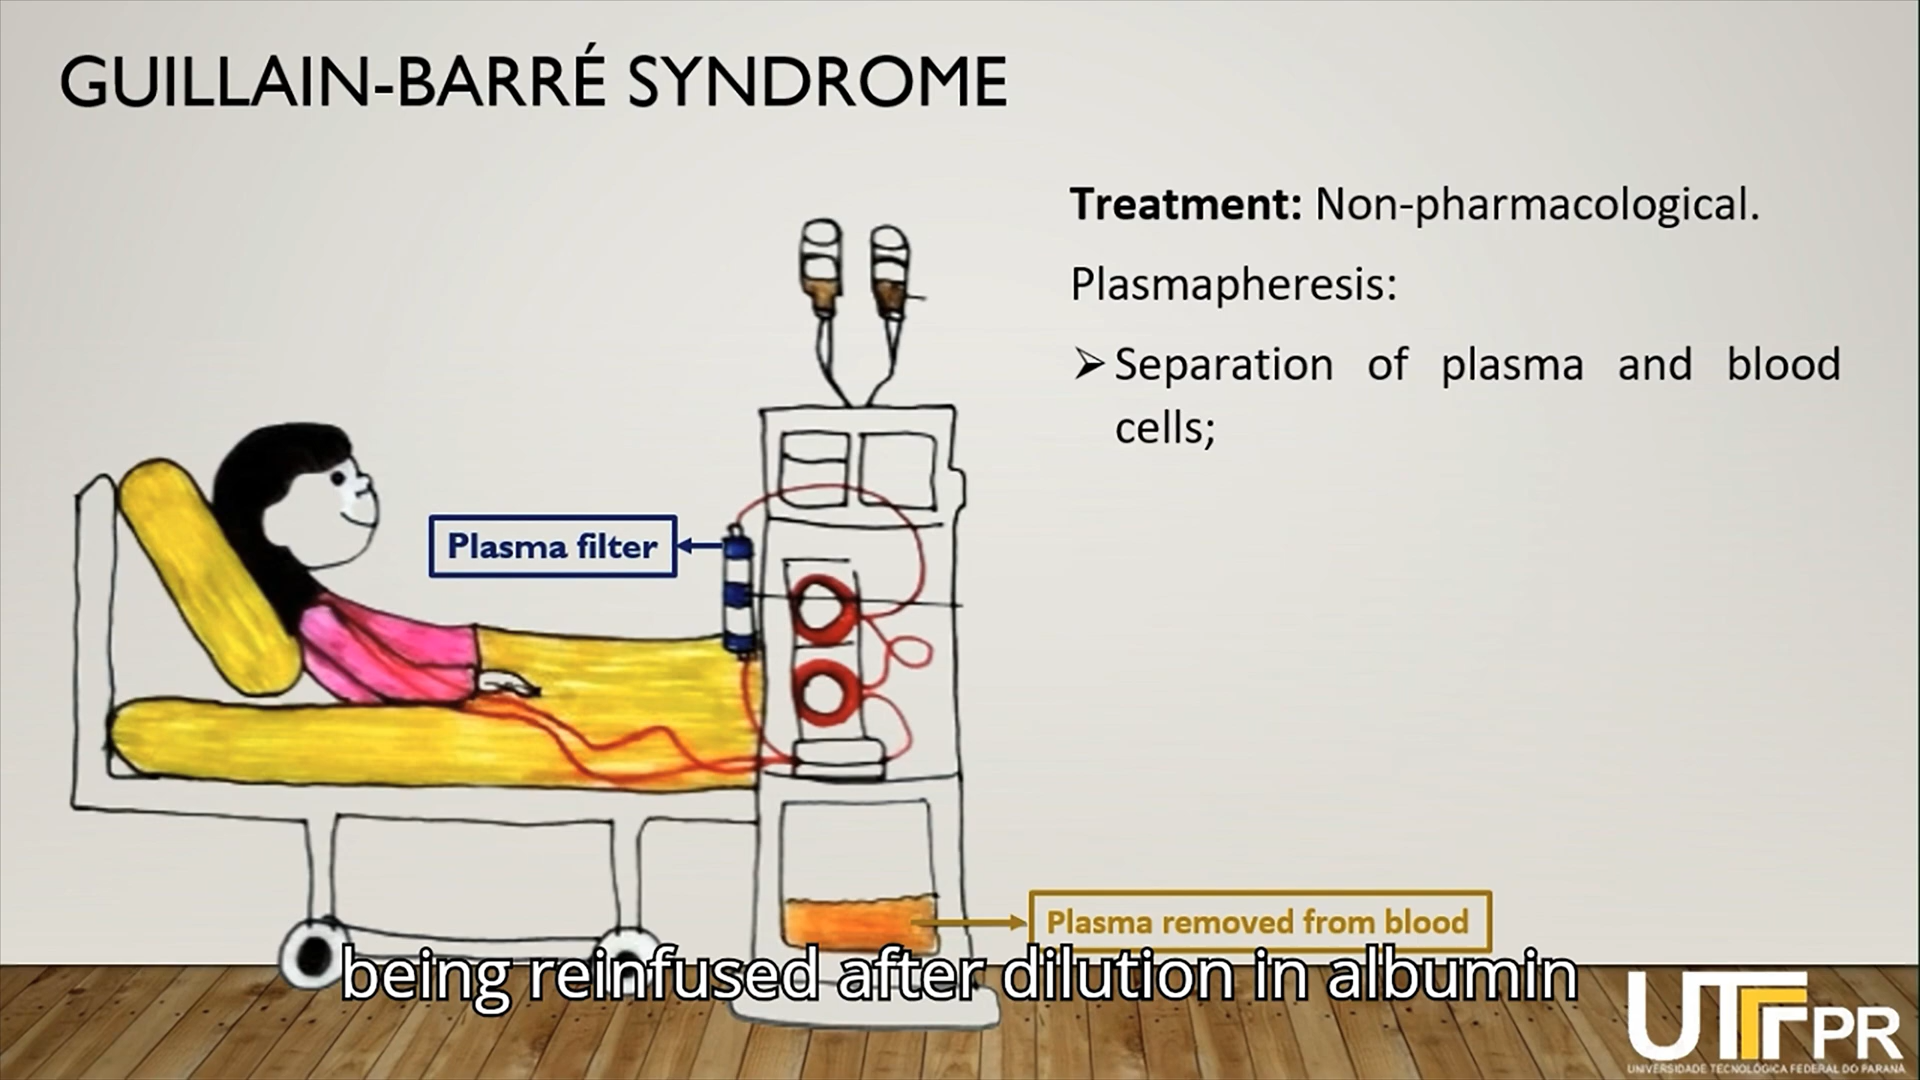 GUILLAIN-BARRÉ SYNDROME
Treatment: Non-pharmacological.
Plasmapheresis:
➢ Separation of plasma and blood
cells;
Plasma filter
Plasma removed from blood
being reinfused after dilution in albumin
UTFPR
UNIVERSIDADE TECNOLÓGICA FEDERAL DO PARANÁ